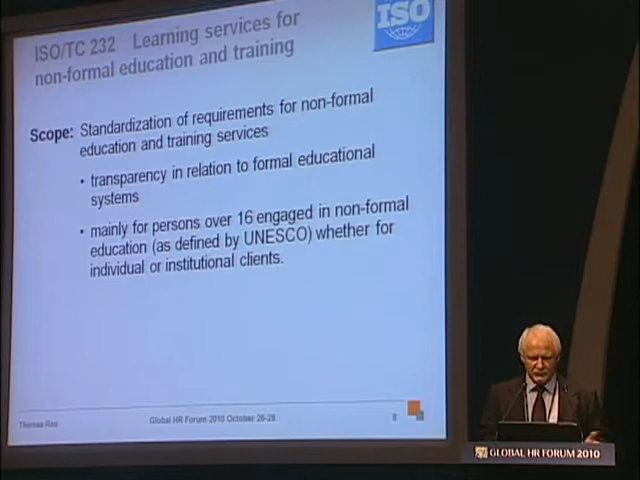 ISO/TC 232 Learning services for
non-formal education and training
ISO
Scope: Standardization of requirements for non-formal
education and training services
• transparency in relation to formal educational
systems
• mainly for persons over 16 engaged in non-formal
education (as defined by UNESCO) whether for
individual or institutional clients.
Thomas Rau
Global HR Forum 2010 October 26-28.
8
GLOBAL HR FORUM 2010